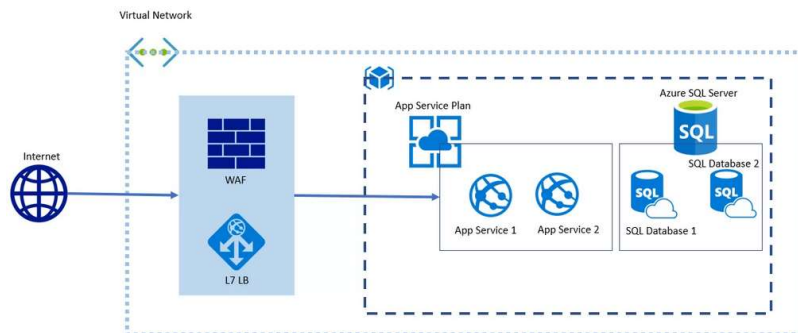 Virtual Network
Internet
WAF
L7 LB
App Service Plan
App Service 1
App Service 2
Azure SQL Server
SQL
SQL Database 2
SQL
SQL
SQL Database 1